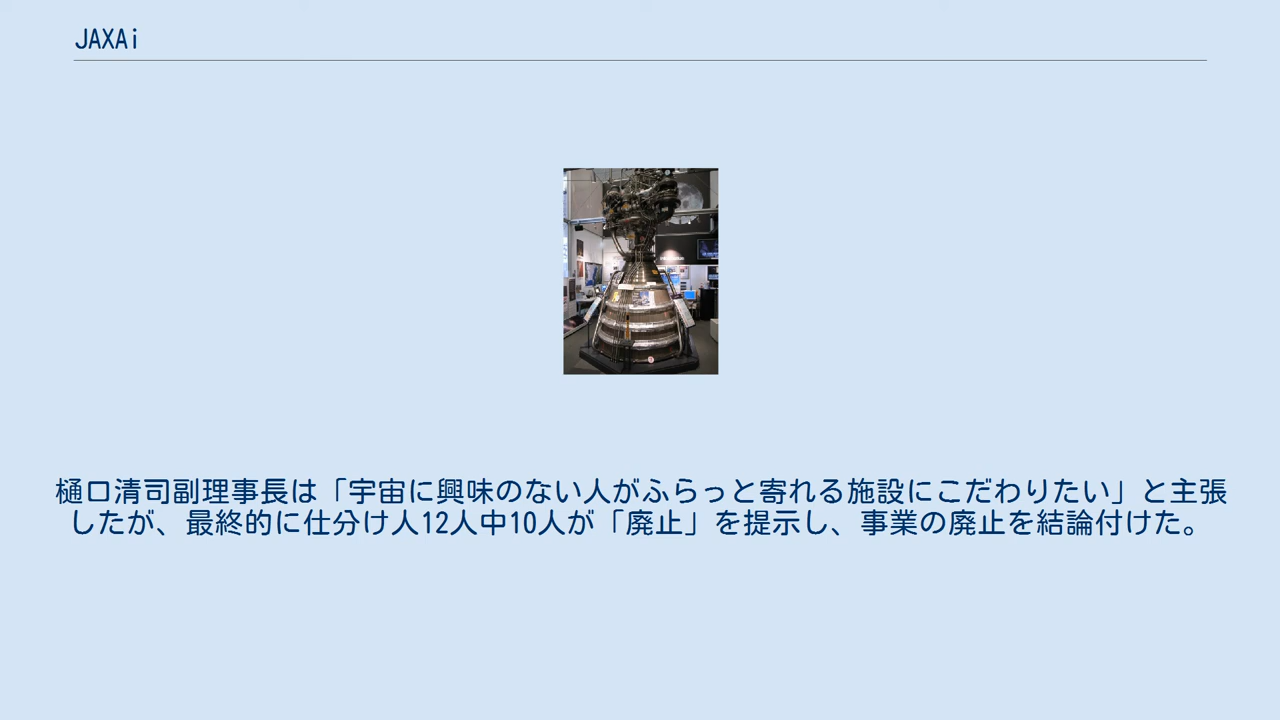 JAXAi
樋口清司副理事長は「宇宙に興味のない人がふらっと寄れる施設にこだわりたい」と主張
したが、最終的に仕分け人12人中10人が「廃止」を提示し、事業の廃止を結論付けた。